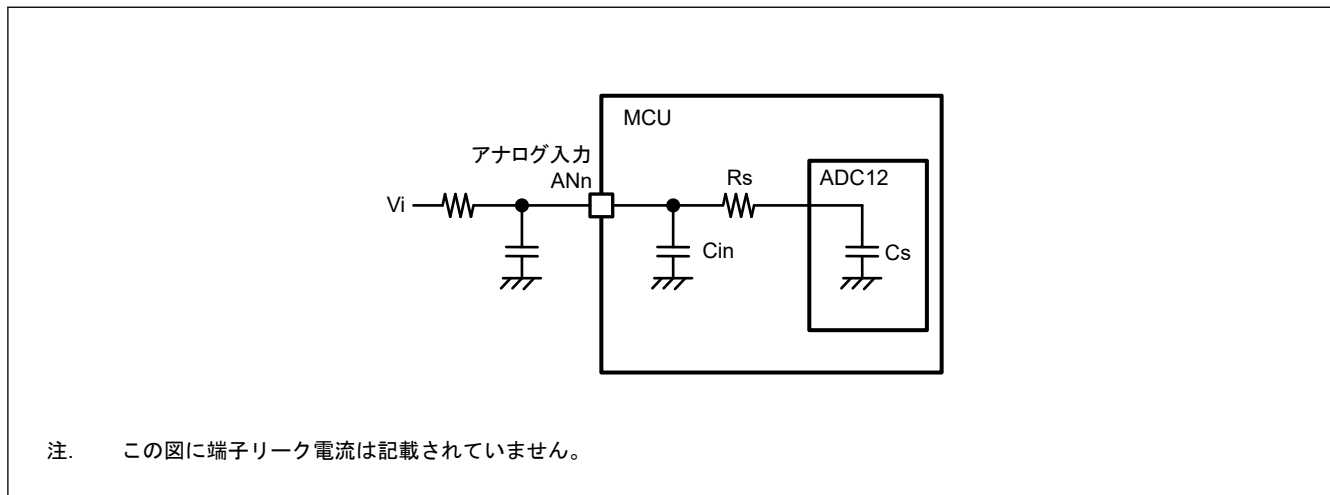 MCU
アナログ入力
ANn
Rs
ADC12
Vi
Cin
Cs
注. この図に端子リーク電流は記載されていません。